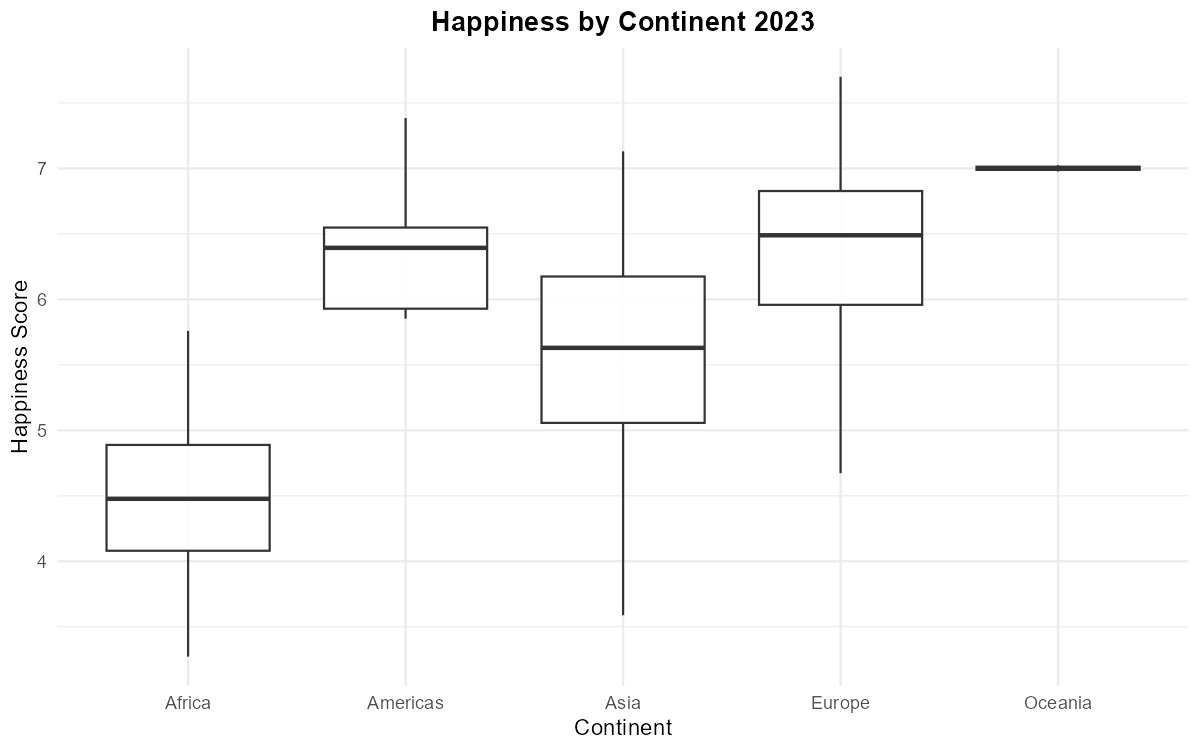 Happiness by Continent 2023
Happiness Score
7
6
5
4
Africa Americas Asia Europe Oceania
Continent